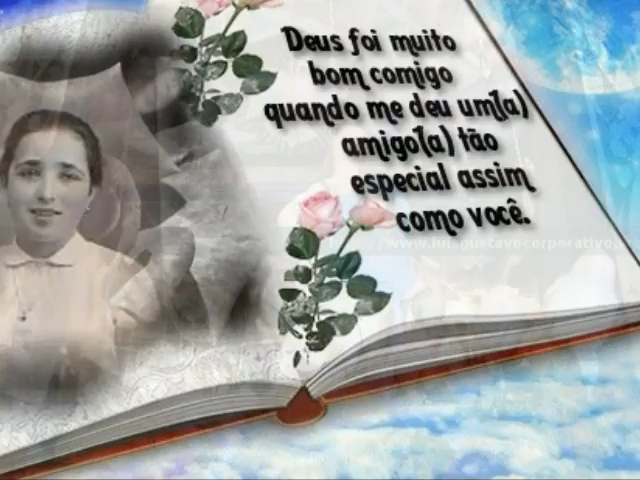 Deus foi muito
bom comigo
quando me deu um(a)
amigo(a) tão
especial assim
como você.